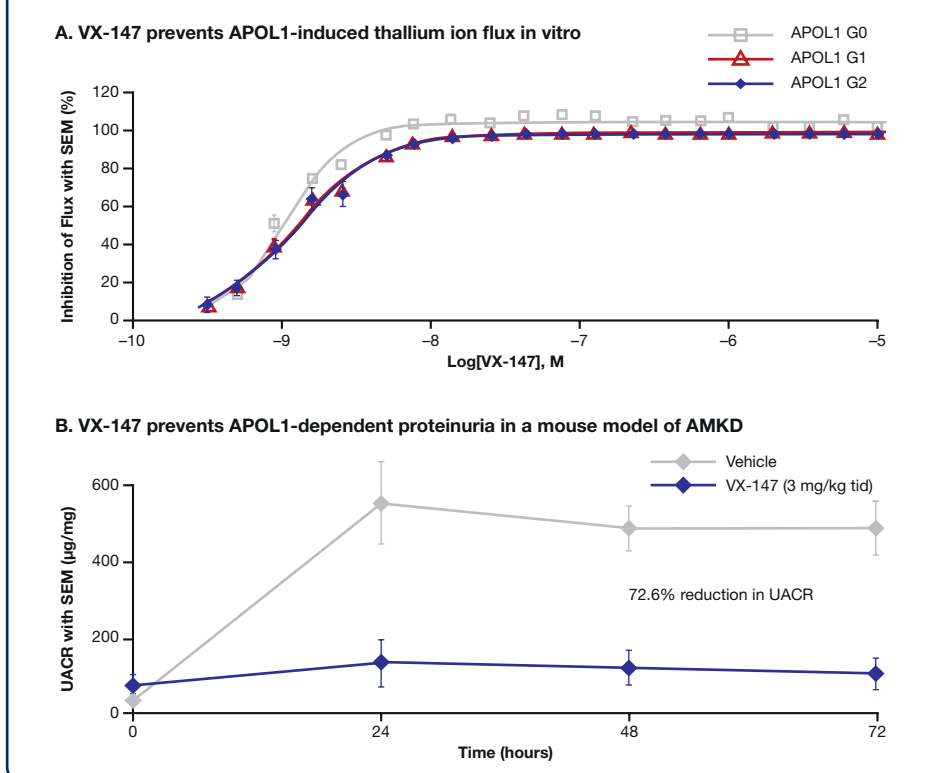 A. VX-147 prevents APOL1-induced thallium ion flux in vitro
APOL1 G0
APOL1 G1
APOL1 G2
Inhibition of Flux with SEM (%)
120
100
80
60
40
20
0
–10
–9
–8
–7
–6
–5
Log[VX-147], M
B. VX-147 prevents APOL1-dependent proteinuria in a mouse model of AMKD
Vehicle
VX-147 (3 mg/kg tid)
UACR with SEM (μg/mg)
600
400
200
0
72.6% reduction in UACR
0
24
48
72
Time (hours)